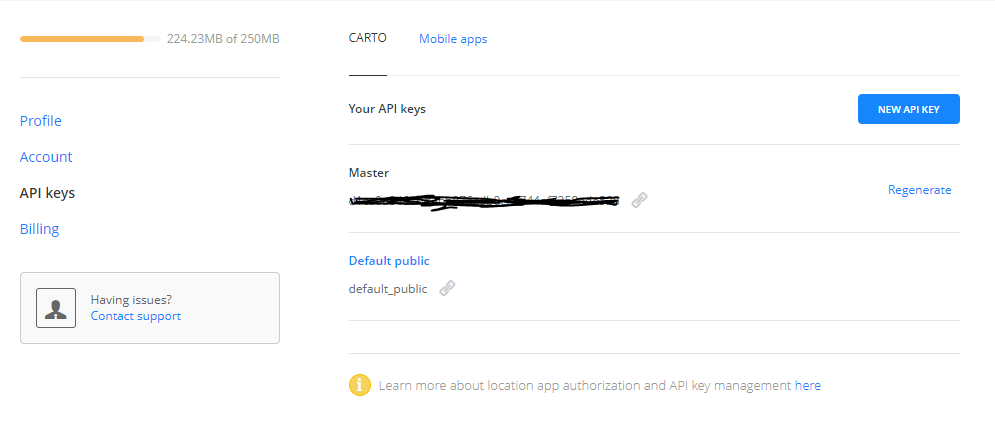 224.23MB of 250MB
CARTO
Mobile apps
Profile
Account
API keys
Billing
Having issues?
Contact support
Your API keys
NEW API KEY
Master
Regenerate
Default public
default_public
Learn more about location app authorization and API key management here